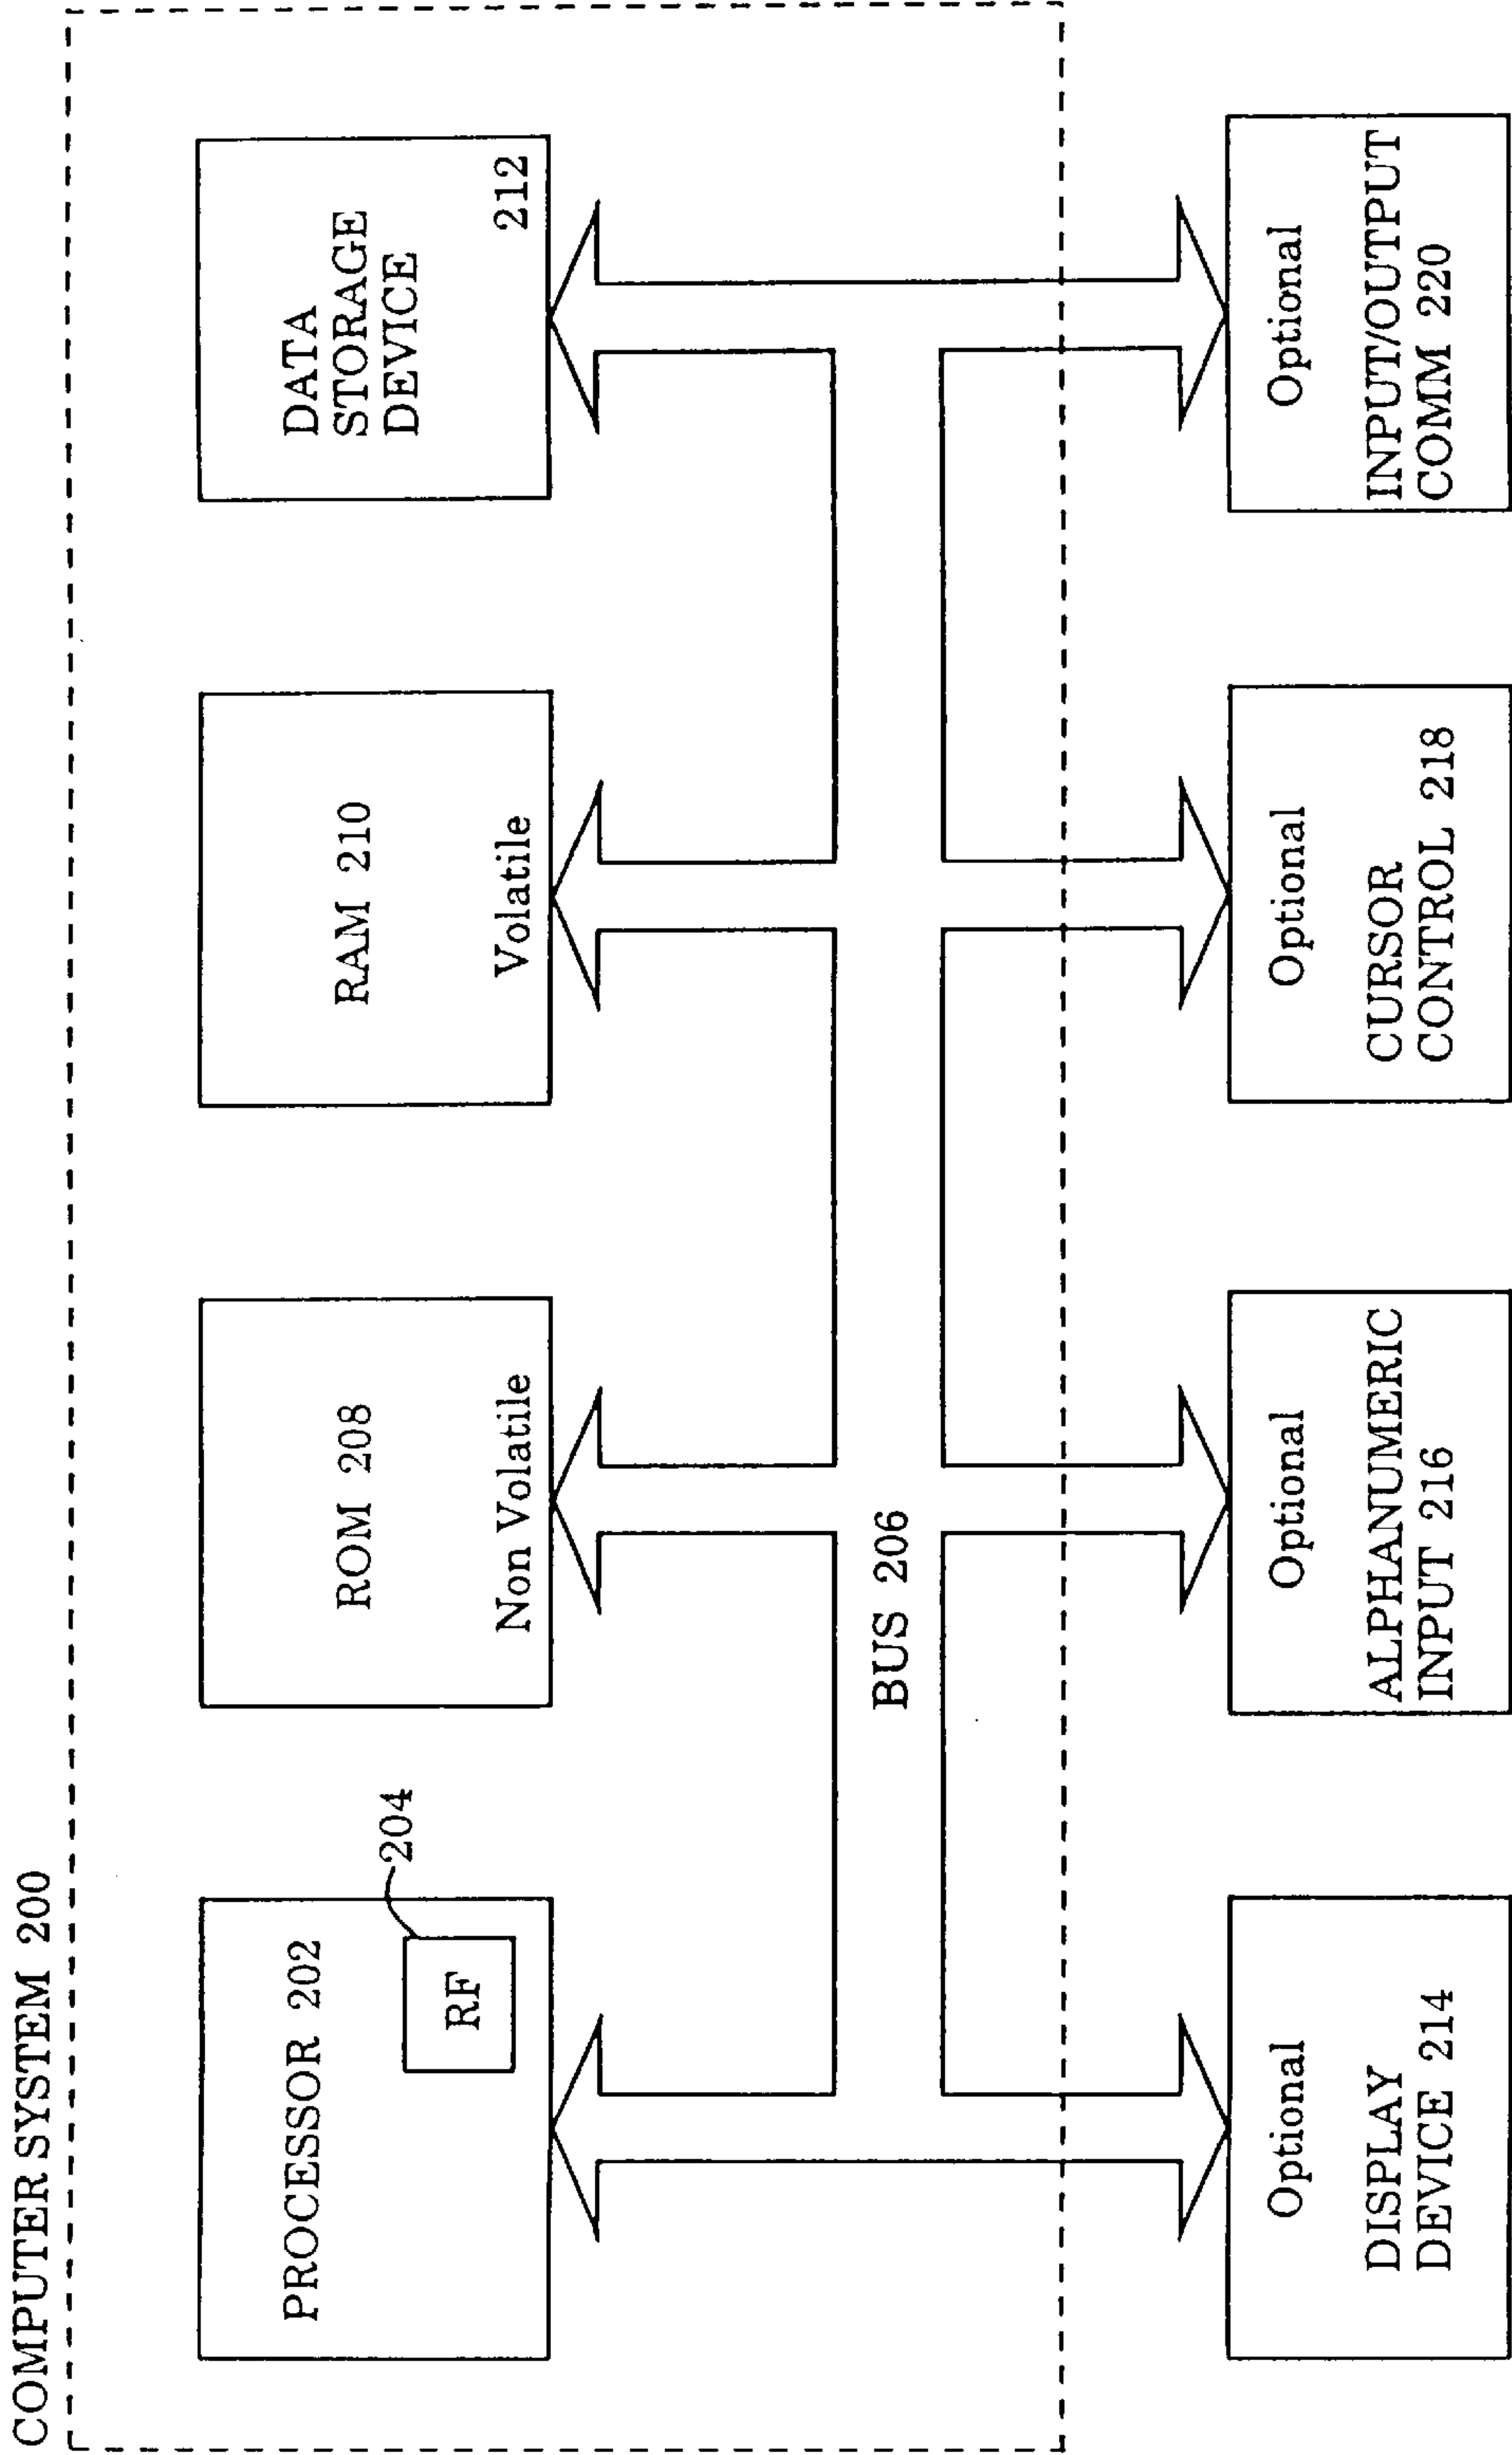 COMPUTER SYSTEM 200
PROCESSOR 202
RF
204
ROM 208
Non Volatile
RAM 210
Volatile
DATA
STORAGE
DEVICE
212
BUS 206
Optional
DISPLAY
DEVICE 214
Optional
ALPHANUMERIC
INPUT 216
Optional
CURSOR
CONTROL 218
Optional
INPUT/OUTPUT
COMM 220